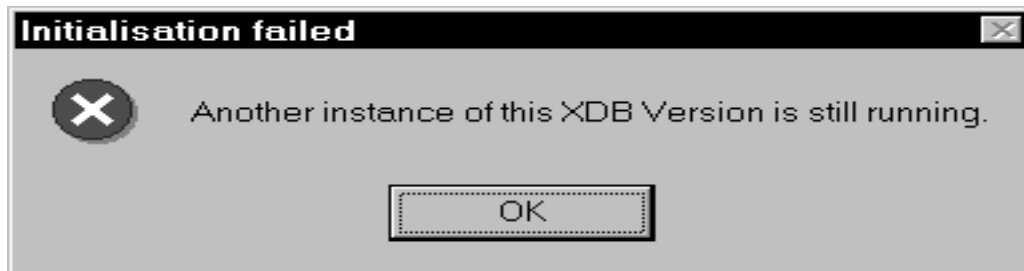 Initialisation failed
Another instance of this XDB Version is still running.
OK